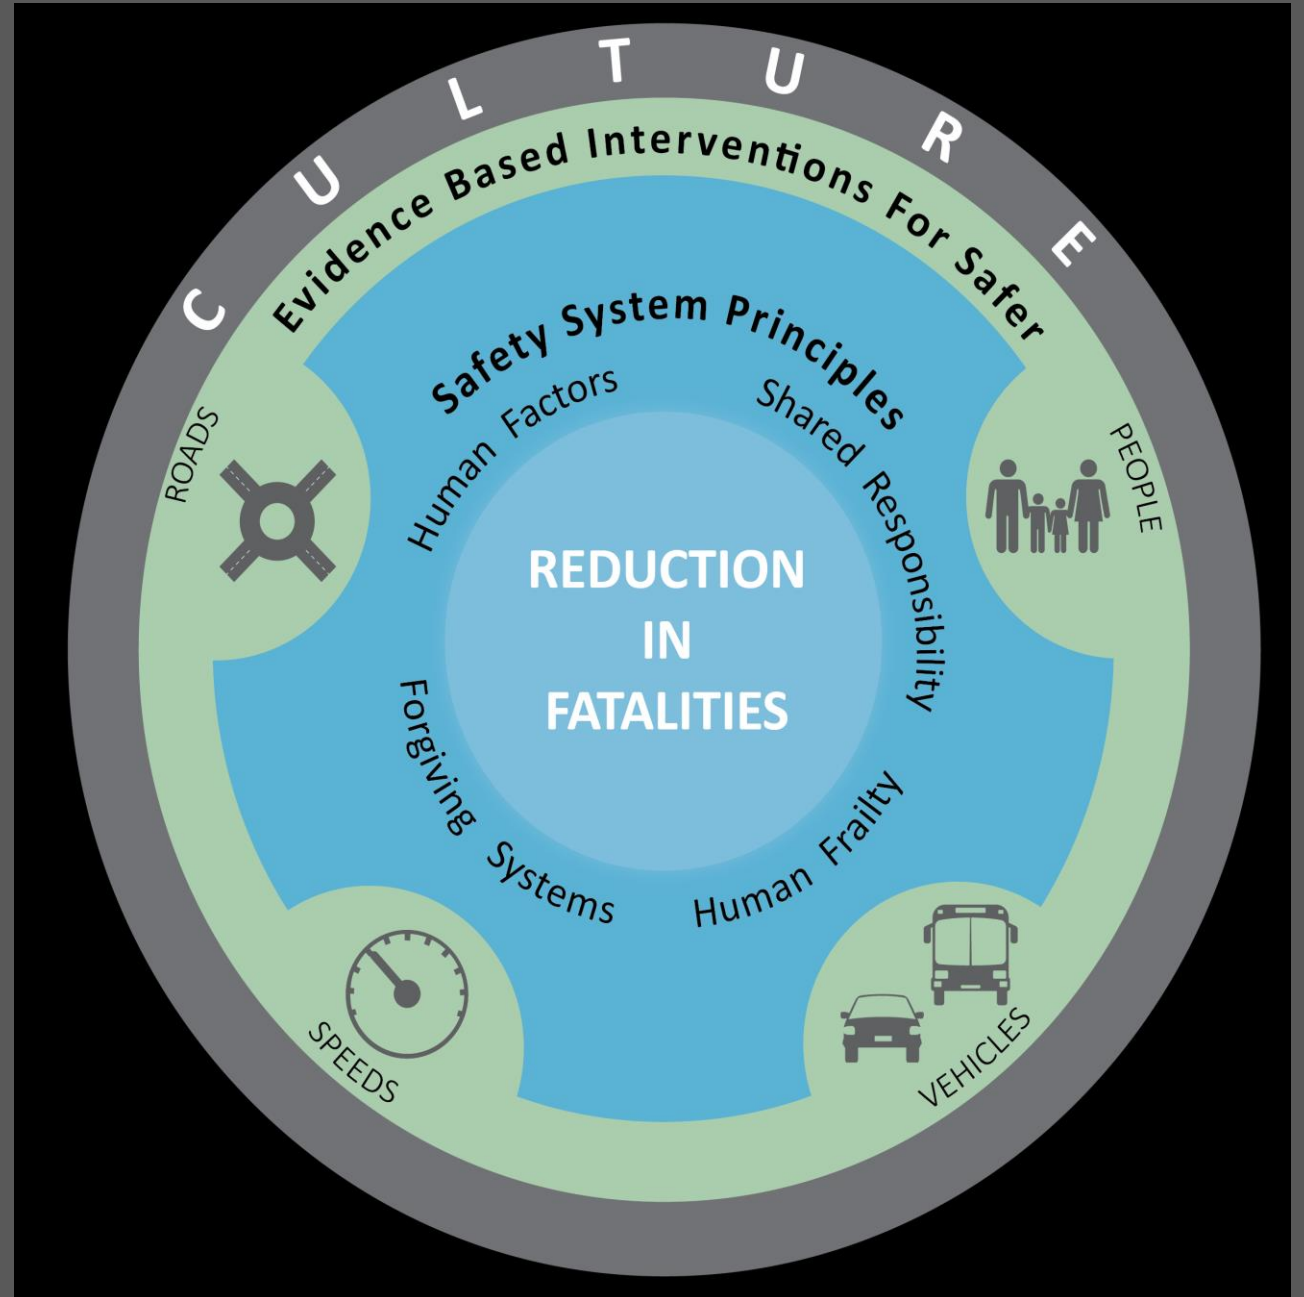 CULTURE
Evidence Based Interventions For Safer
Safety System Principles
Human Factors
Shared Responsibility
ROADS
PEOPLE
REDUCTION
IN
FATALITIES
Forgiving Systems
Human Frailty
SPEEDS
VEHICLES